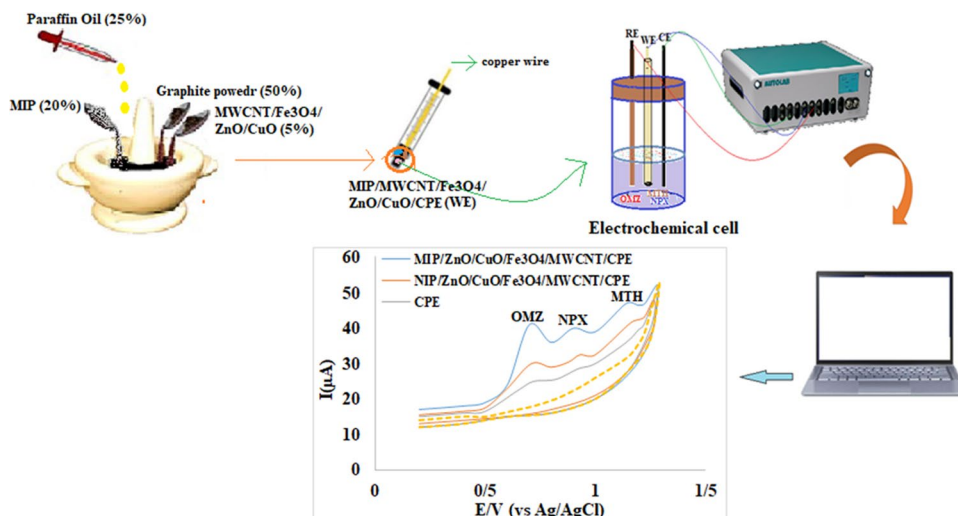 Paraffin Oil (25%)
MIP (20%)
Graphite powedr (50%)
MWCNT/Fe3O4/
ZnO/CuO (5%)
copper wire
MIP/MWCNT/Fe3O4/
ZnO/CuO/CPE (WE)
RE WE CE
OMZ
MTH
NPX
Electrochemical cell
AUTOLAB
I(µA)
60
50
40
30
20
10
0
MIP/ZnO/CuO/Fe3O4/MWCNT/CPE
NIP/ZnO/CuO/Fe3O4/MWCNT/CPE
CPE
OMZ
NPX
MTH
0
0/5
1
1/5
E/V (vs Ag/AgCl)